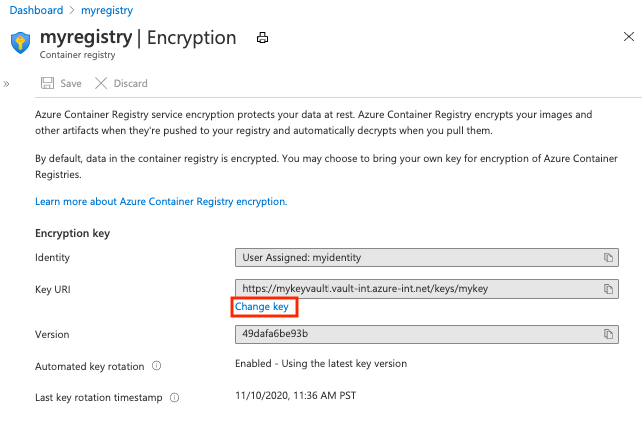 Dashboard > myregistry
myregistry | Encryption
Container registry
» Save Discard
Azure Container Registry service encryption protects your data at rest. Azure Container Registry encrypts your images and
other artifacts when they're pushed to your registry and automatically decrypts when you pull them.
By default, data in the container registry is encrypted. You may choose to bring your own key for encryption of Azure Container
Registries.
Learn more about Azure Container Registry encryption.
Encryption key
Identity User Assigned: myidentity
Key URI https://mykeyvault.vault-int.azure-int.net/keys/mykey
Change key
Version 49dafa6be93b
Automated key rotation Enabled - Using the latest key version
Last key rotation timestamp 11/10/2020, 11:36 AM PST